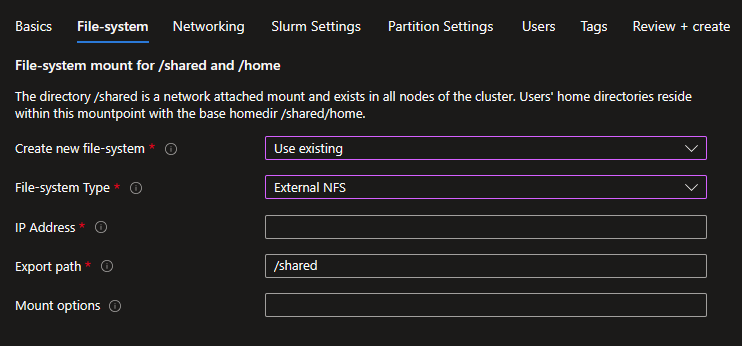 Basics File-system Networking Slurm Settings Partition Settings Users Tags Review + create
File-system mount for /shared and /home
The directory /shared is a network attached mount and exists in all nodes of the cluster. Users' home directories reside
within this mountpoint with the base homedir /shared/home.
Create new file-system * Use existing
File-system Type * External NFS
IP Address *
Export path * /shared
Mount options